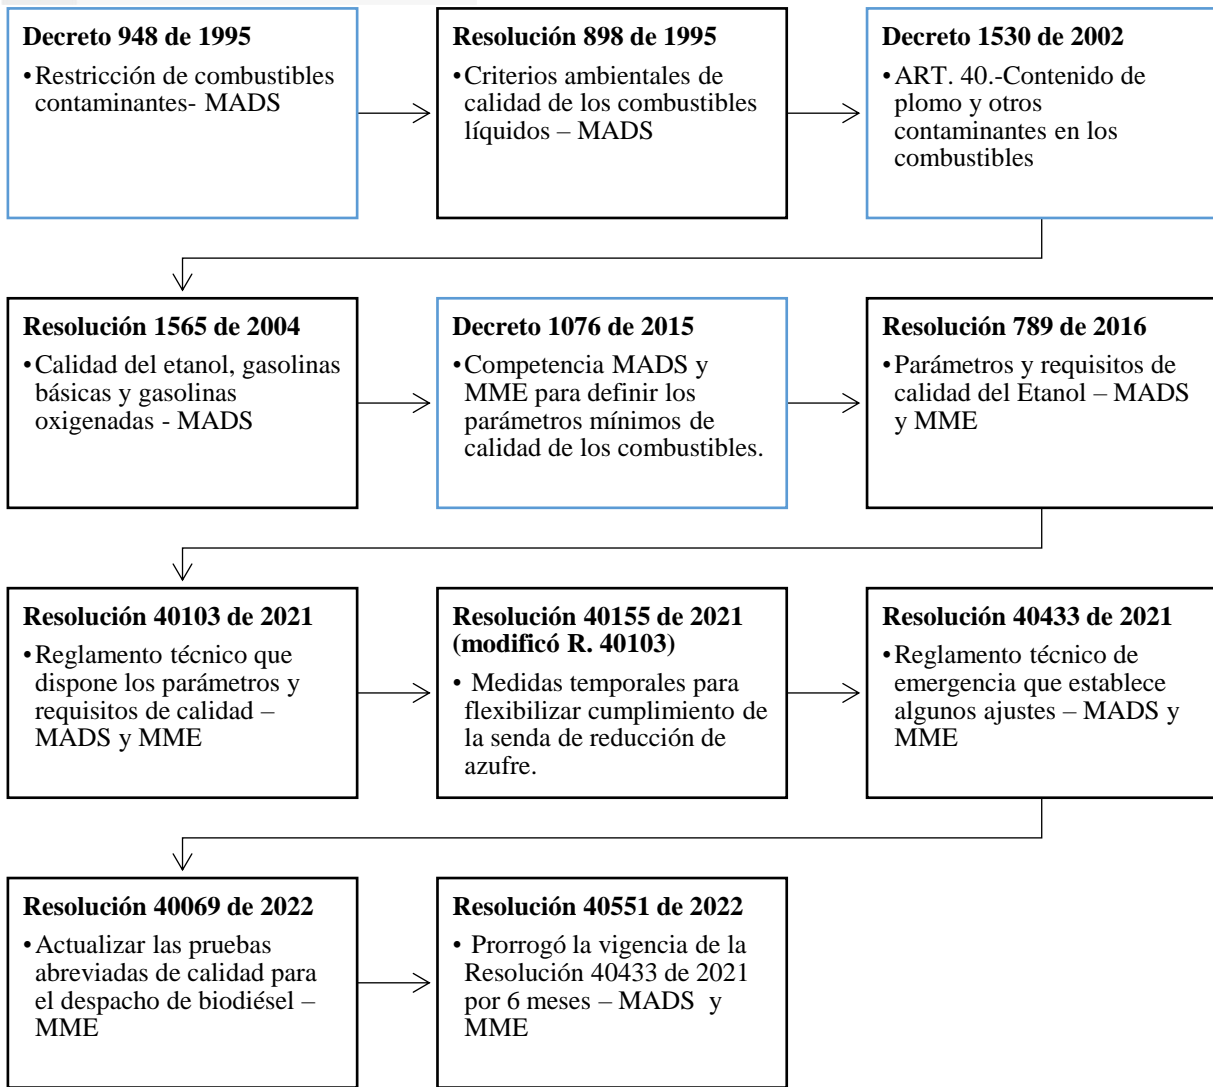 Decreto 948 de 1995
•Restricción de combustibles
contaminantes- MADS
Resolución 898 de 1995
•Criterios ambientales de
calidad de los combustibles
líquidos – MADS
Decreto 1530 de 2002
•ART. 40.-Contenido de
plomo y otros
contaminantes en los
combustibles
Resolución 1565 de 2004
•Calidad del etanol, gasolinas
básicas y gasolinas
oxigenadas - MADS
Decreto 1076 de 2015
•Competencia MADS y
MME para definir los
parámetros mínimos de
calidad de los combustibles.
Resolución 789 de 2016
•Parámetros y requisitos de
calidad del Etanol – MADS
y MME
Resolución 40103 de 2021
•Reglamento técnico que
dispone los parámetros y
requisitos de calidad –
MADS y MME
Resolución 40155 de 2021
(modificó R. 40103)
• Medidas temporales para
flexibilizar cumplimiento de
la senda de reducción de
azufre.
Resolución 40433 de 2021
•Reglamento técnico de
emergencia que establece
algunos ajustes – MADS y
MME
Resolución 40069 de 2022
•Actualizar las pruebas
abreviadas de calidad para
el despacho de biodiésel –
MME
Resolución 40551 de 2022
• Prorrogó la vigencia de la
Resolución 40433 de 2021
por 6 meses – MADS y
MME